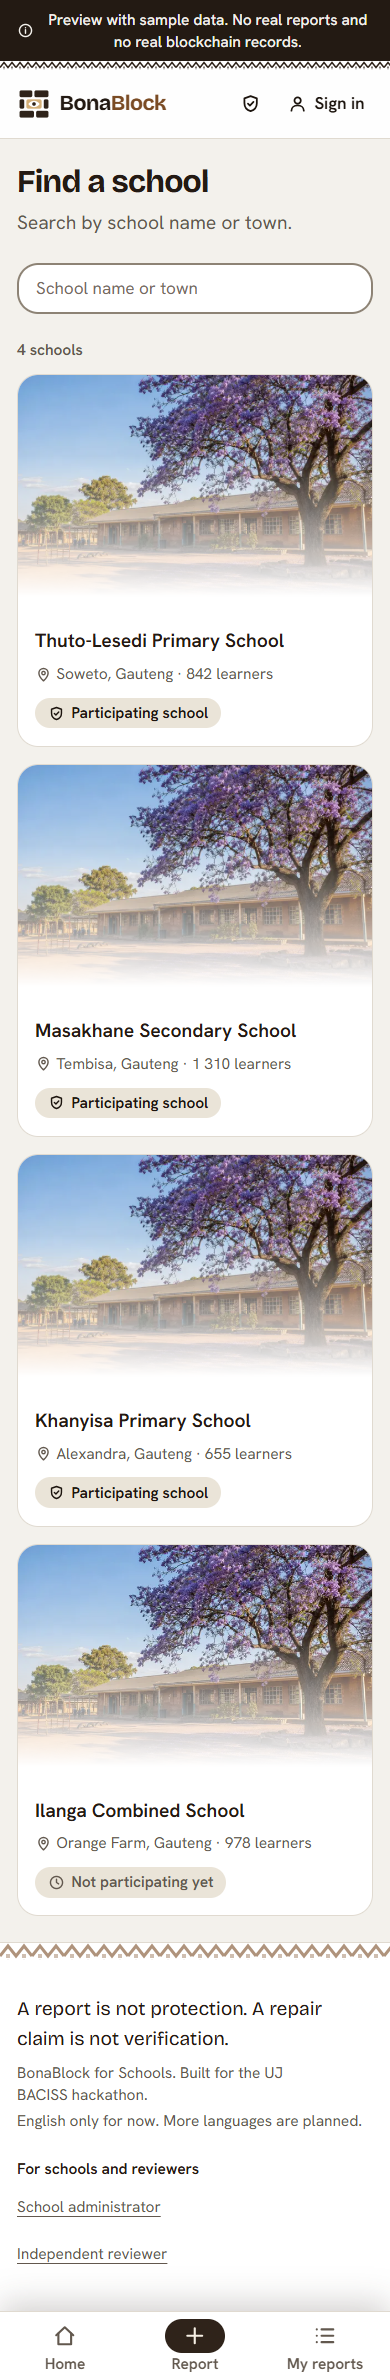 Preview with sample data. No real reports and
no real blockchain records.
BonaBlock
Sign in
Find a school
Search by school name or town.
School name or town
4 schools
Thuto-Lesedi Primary School
Soweto, Gauteng · 842 learners
Participating school
Masakhane Secondary School
Tembisa, Gauteng · 1 310 learners
Participating school
Khanyisa Primary School
Alexandra, Gauteng · 655 learners
Participating school
Ilanga Combined School
Orange Farm, Gauteng · 978 learners
Not participating yet
A report is not protection. A repair
claim is not verification.
BonaBlock for Schools. Built for the UJ
BACISS hackathon.
English only for now. More languages are planned.
For schools and reviewers
School administrator
Independent reviewer
Home
Report
My reports